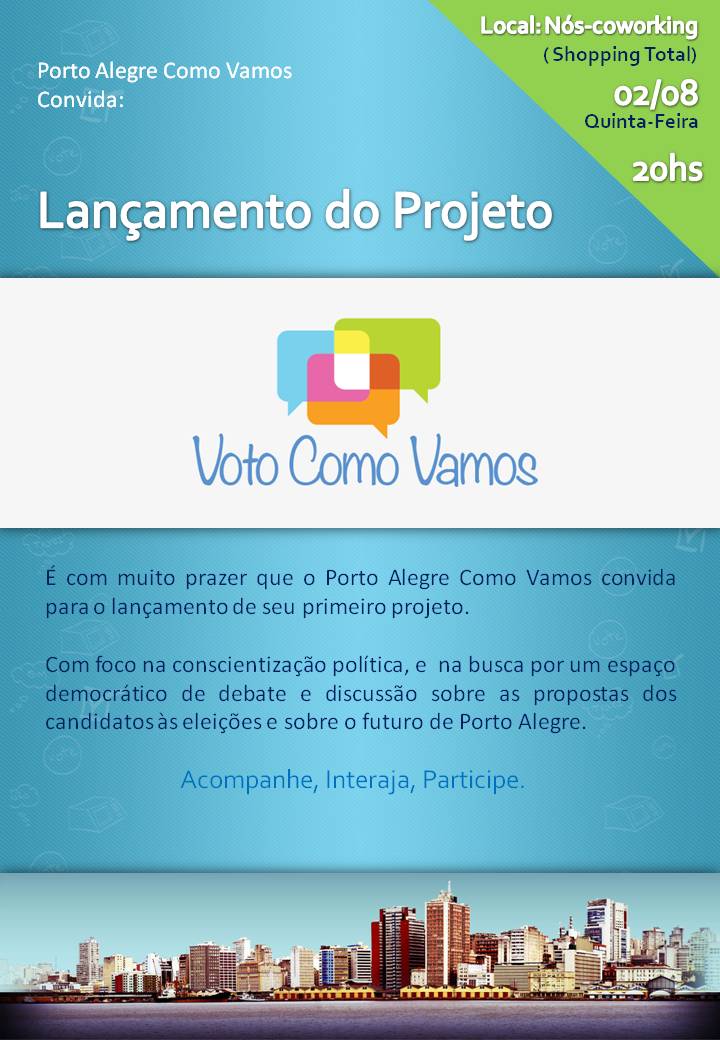 Local: Nós-coworking
( Shopping Total)
02/08
Quinta-Feira
20hs
Porto Alegre Como Vamos
Convida:
Lançamento do Projeto
Voto Como Vamos
É com muito prazer que o Porto Alegre Como Vamos convida
para o lançamento de seu primeiro projeto.
Com foco na conscientização política, e na busca por um espaço
democrático de debate e discussão sobre as propostas dos
candidatos às eleições e sobre o futuro de Porto Alegre.
Acompanhe, Interaja, Participe.